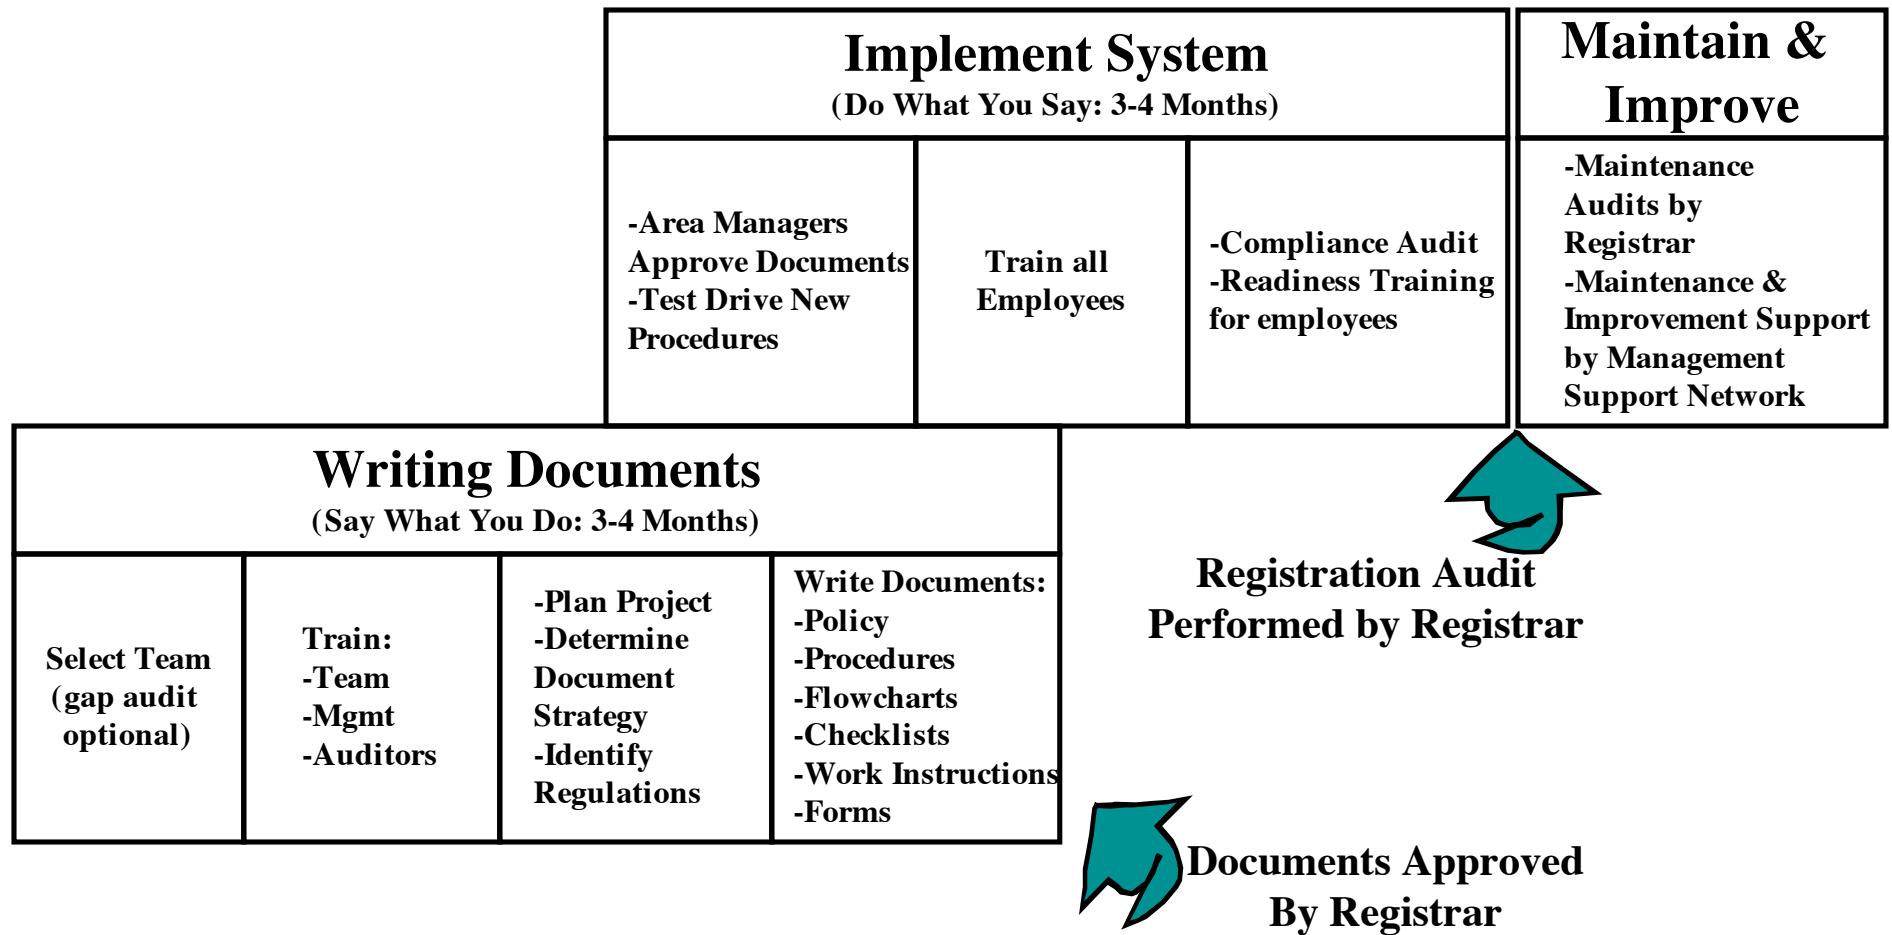 Implement System
(Do What You Say: 3-4 Months)
-Area Managers
Approve Documents
-Test Drive New
Procedures
Train all
Employees
-Compliance Audit
-Readiness Training
for employees
Maintain &
Improve
-Maintenance
Audits by
Registrar
-Maintenance &
Improvement Support
by Management
Support Network
Writing Documents
(Say What You Do: 3-4 Months)
Select Team
(gap audit
optional)
Train:
-Team
-Mgmt
-Auditors
-Plan Project
-Determine
Document
Strategy
-Identify
Regulations
Write Documents:
-Policy
-Procedures
-Flowcharts
-Checklists
-Work Instructions
-Forms
Registration Audit
Performed by Registrar
Documents Approved
By Registrar